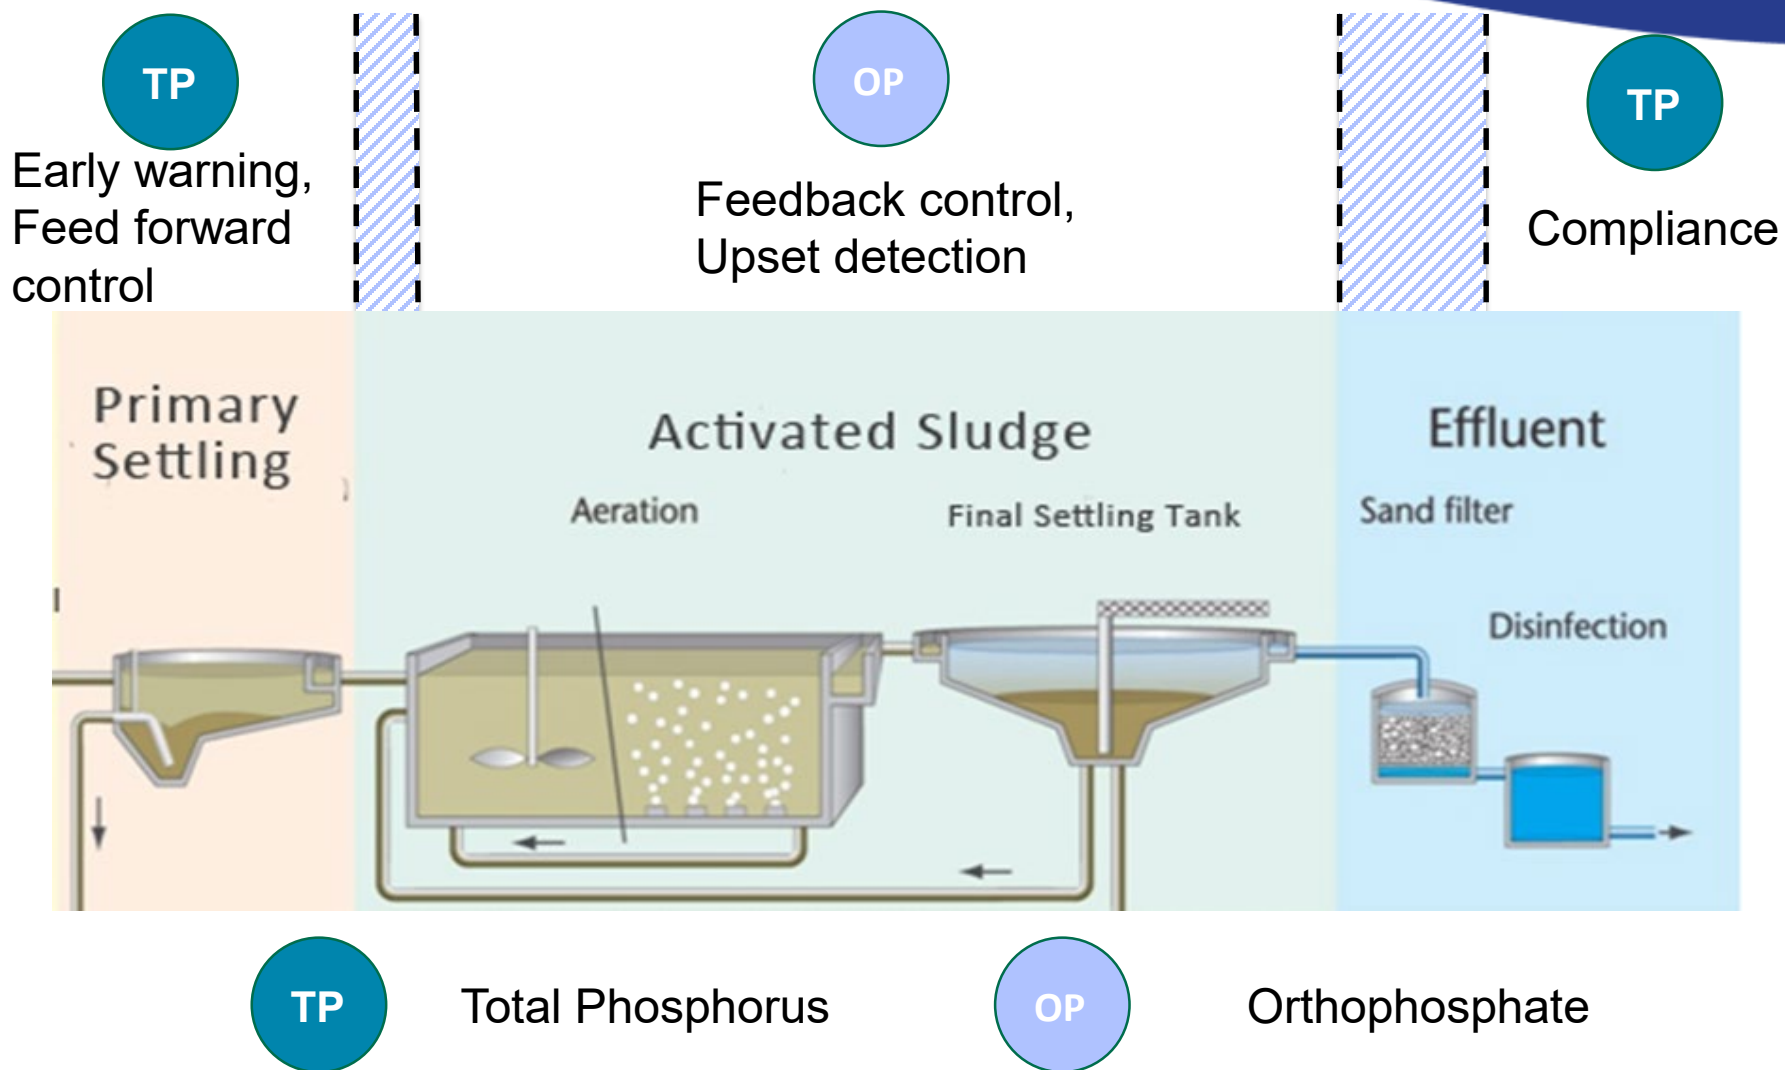 TP
Early warning,
Feed forward
control
OP
Feedback control,
Upset detection
TP
Compliance
Primary
Settling
Activated Sludge
Aeration
Final Settling Tank
Effluent
Sand filter
Disinfection
TP
Total Phosphorus
OP
Orthophosphate